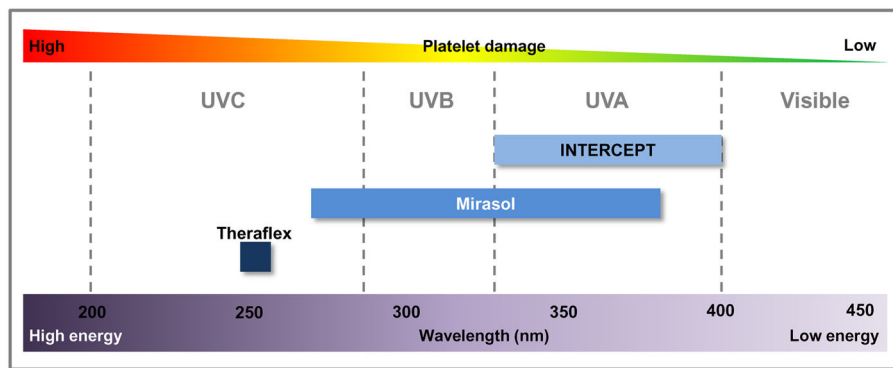 High Platelet damage Low
UVC UVB UVA Visible
INTERCEPT
Mirasol
Theraflex
200 250 300 350 400 450
High energy Wavelength (nm) Low energy